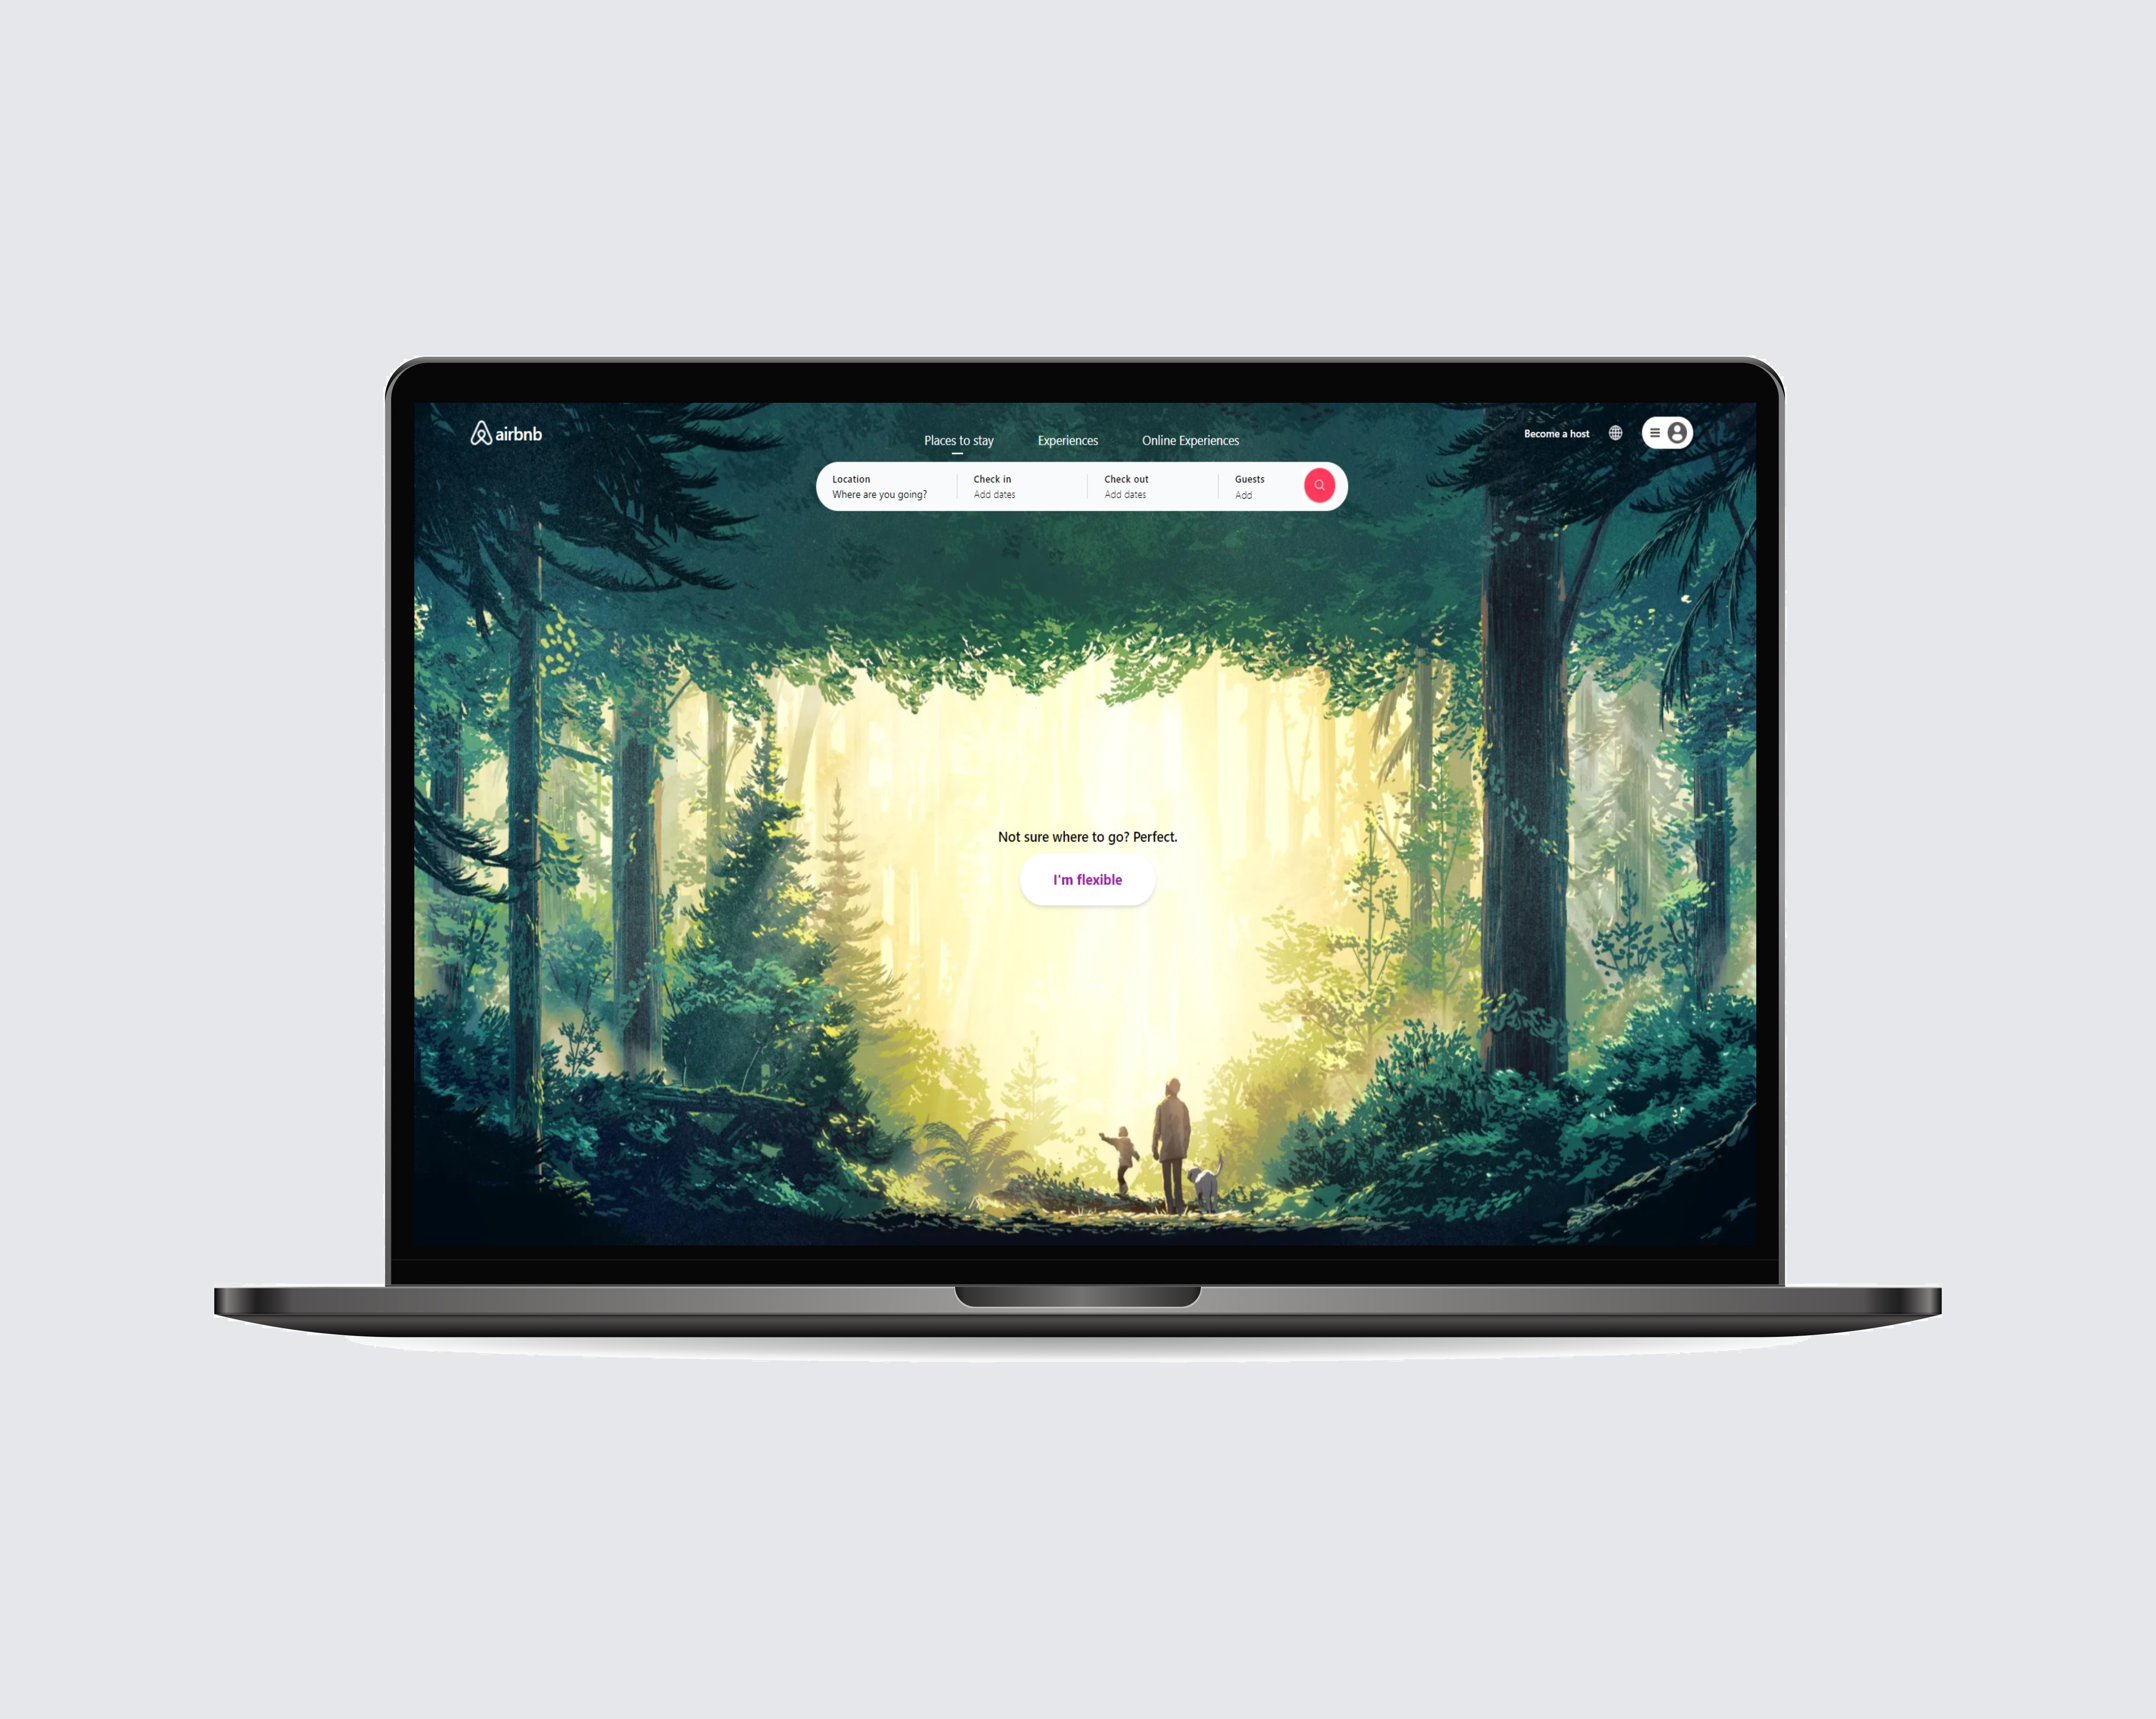 airbnb
Places to stay
Experiences
Online Experiences
Become a host
Location
Where are you going?
Check in
Add dates
Check out
Add dates
Guests
Add
Not sure where to go? Perfect.
I'm flexible